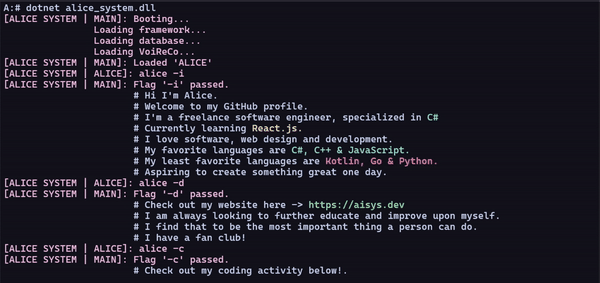 A:# dotnet alice_system.dll
[ALICE SYSTEM | MAIN]: Booting...
Loading framework...
Loading database...
Loading VoiReCo...
[ALICE SYSTEM | MAIN]: Loaded 'ALICE'
[ALICE SYSTEM | ALICE]: alice -i
[ALICE SYSTEM | MAIN]: Flag '-i' passed.
# Hi I'm Alice.
# Welcome to my GitHub profile.
# I'm a freelance software engineer, specialized in C#
# Currently learning React.js.
# I love software, web design and development.
# My favorite languages are C#, C++ & JavaScript.
# My least favorite languages are Kotlin, Go & Python.
# Aspiring to create something great one day.
[ALICE SYSTEM | ALICE]: alice -d
[ALICE SYSTEM | MAIN]: Flag '-d' passed.
# Check out my website here -> https://aisys.dev
# I am always looking to further educate and improve upon myself.
# I find that to be the most important thing a person can do.
# I have a fan club!
[ALICE SYSTEM | ALICE]: alice -c
[ALICE SYSTEM | MAIN]: Flag '-c' passed.
# Check out my coding activity below!.